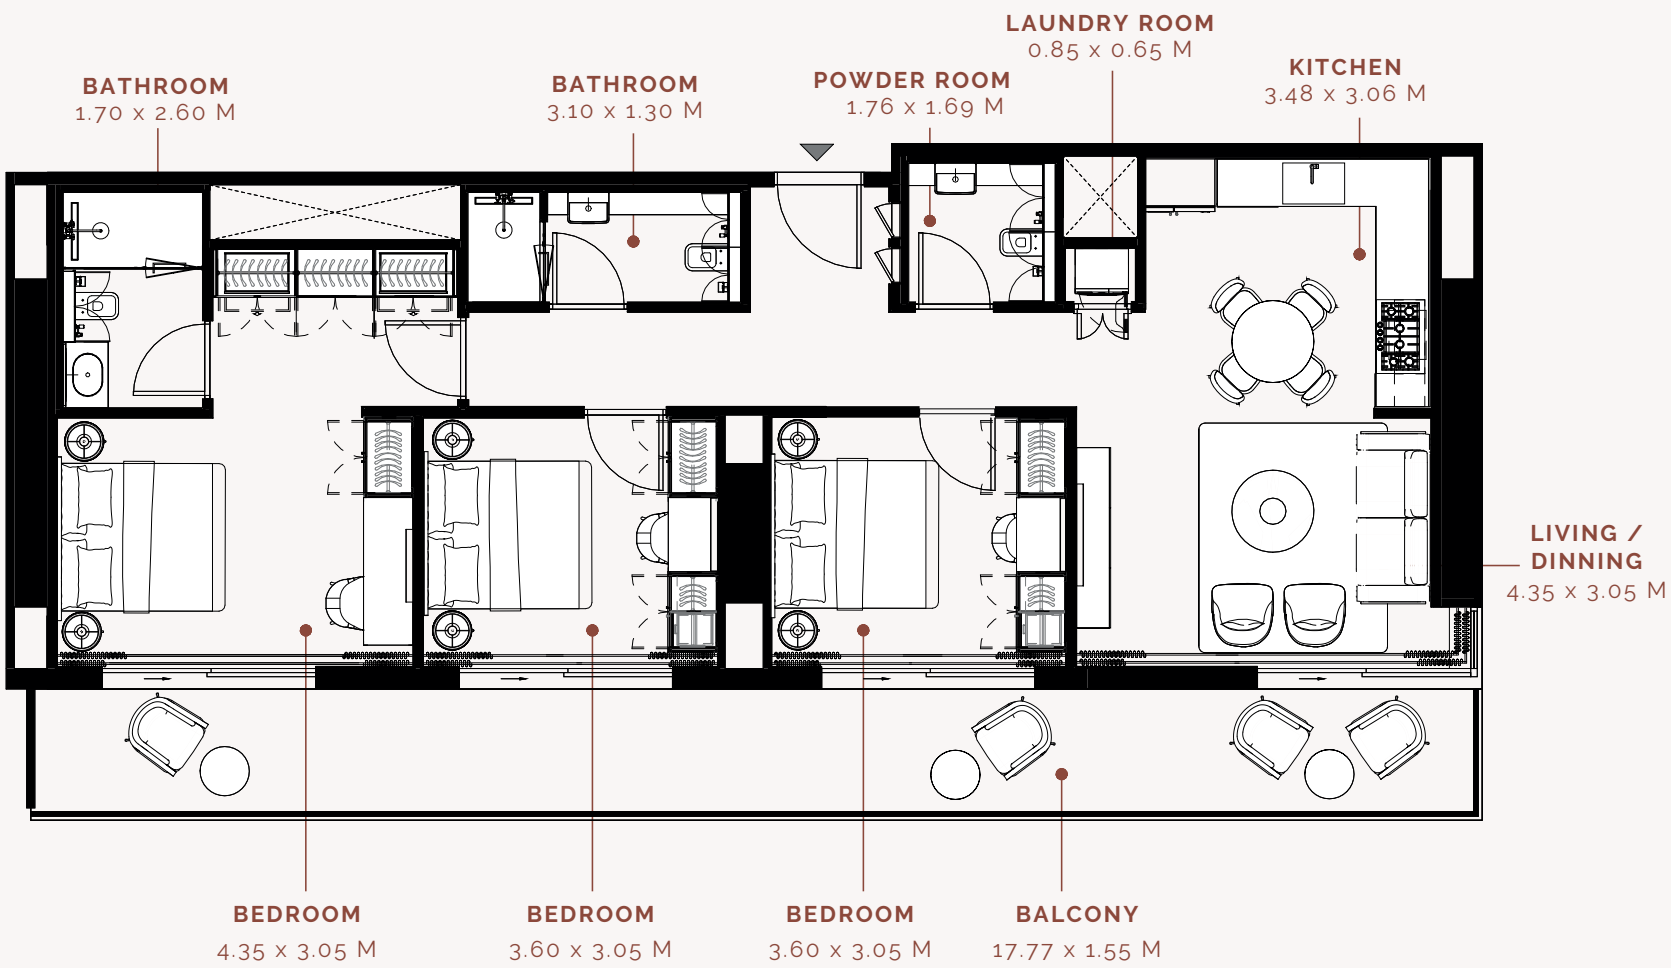 LAUNDRY ROOM
0.85 x 0.65 M
KITCHEN
3.48 x 3.06 M
POWDER ROOM
1.76 x 1.69 M
BATHROOM
3.10 x 1.30 M
BATHROOM
1.70 x 2.60 M
LIVING /
DINNING
4.35 x 3.05 M
BEDROOM
4.35 x 3.05 M
BEDROOM
3.60 x 3.05 M
BEDROOM
3.60 x 3.05 M
BALCONY
17.77 x 1.55 M